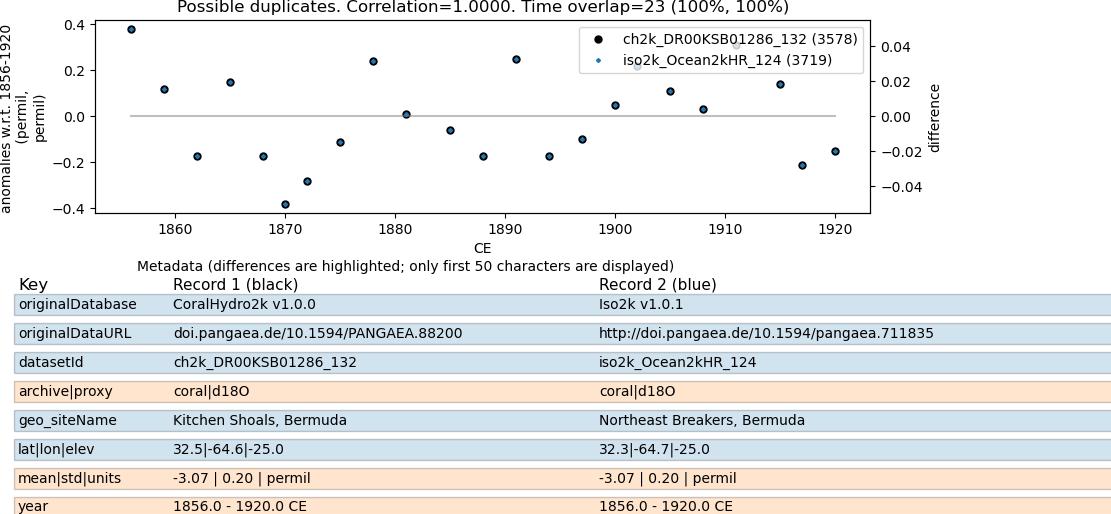 Possible duplicates. Correlation=1.0000. Time overlap=23 (100%, 100%)
anomalies w.r.t. 1856-1920
(permil,
permil)
0.4
0.2
0.0
−0.2
−0.4
ch2k_DR00KSB01286_132 (3578)
iso2k_Ocean2kHR_124 (3719)
0.04
0.02
0.00
−0.02
−0.04
difference
1860 1870 1880 1890 1900 1910 1920
CE
Metadata (differences are highlighted; only first 50 characters are displayed)
Key Record 1 (black) Record 2 (blue)
originalDatabase CoralHydro2k v1.0.0 Iso2k v1.0.1
originalDataURL doi.pangaea.de/10.1594/PANGAEA.88200 http://doi.pangaea.de/10.1594/pangaea.711835
datasetId ch2k_DR00KSB01286_132 iso2k_Ocean2kHR_124
archive|proxy coral|d18O coral|d18O
geo_siteName Kitchen Shoals, Bermuda Northeast Breakers, Bermuda
lat|lon|elev 32.5|-64.6|-25.0 32.3|-64.7|-25.0
mean|std|units -3.07 | 0.20 | permil -3.07 | 0.20 | permil
year 1856.0 - 1920.0 CE 1856.0 - 1920.0 CE